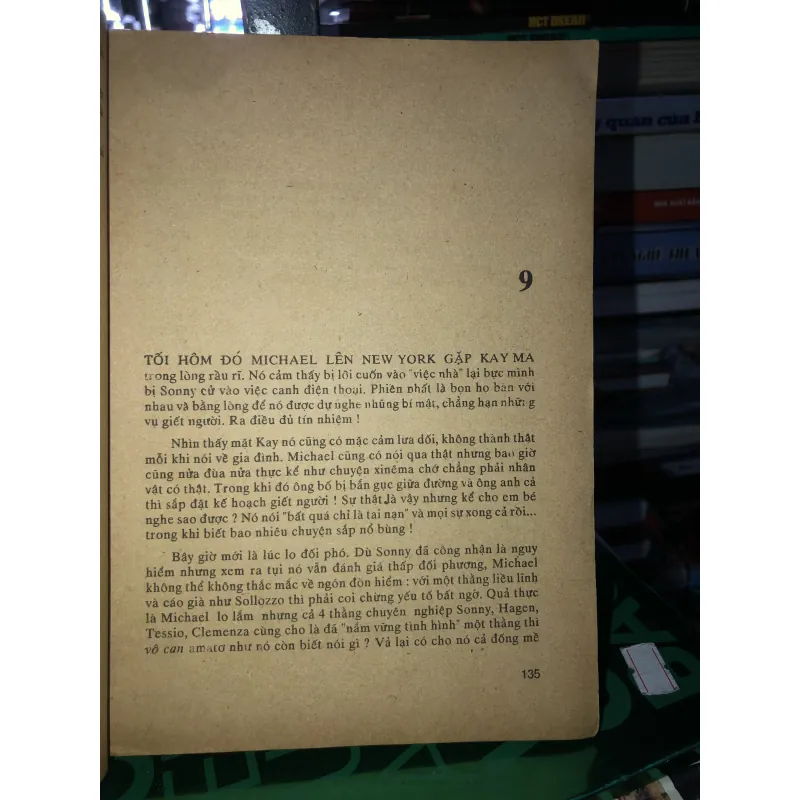 9
TỐI HÔM ĐÓ MICHAEL LÊN NEW YORK GẶP KAY MA
trong lòng rầu rĩ. Nó cảm thấy bị lôi cuốn vào "việc nhà" lại bực mình
bị Sonny cử vào việc canh điện thoại. Phiền nhất là bọn họ bàn với
nhau và bằng lòng để nó được dự nghe những bí mật, chẳng hạn những
vụ giết người. Ra điều đủ tín nhiệm !
Nhìn thấy mặt Kay nó cũng có mặc cảm lưa dối, không thành thật
mỗi khi nói về gia đình. Michael cũng có nói qua thật nhưng bao giờ
cũng nửa đùa nửa thực kể như chuyện xinêma chớ chẳng phải nhân
vật có thật. Trong khi đó ông bố bị bắn gục giữa đường và ông anh cả
thì sắp đặt kế hoạch giết người ! Sự thật là vậy nhưng kể cho em bé
nghe sao được ? Nó nói "bất quá chỉ là tai nạn" và mọi sự xong cả rồi...
trong khi biết bao nhiêu chuyện sắp nổ bùng !
Bây giờ mới là lúc lo đối phó. Dù Sonny đã công nhận là nguy
hiểm nhưng xem ra tụi nó vẫn đánh giá thấp đối phương, Michael
không thể không thắc mắc về ngón đòn hiểm : với một thằng liều lĩnh
và cáo già như Sollozzo thì phải coi chừng yếu tố bất ngờ. Quả thực
là Michael lo lắm nhưng cả 4 thằng chuyên nghiệp Sonny, Hagen,
Tessio, Clemenza cùng cho là đã "nắm vững tình hình" một thằng thì
vô can amatơ như nó còn biết nói gì ? Vả lại có cho nó cả đống mề
135
quan của